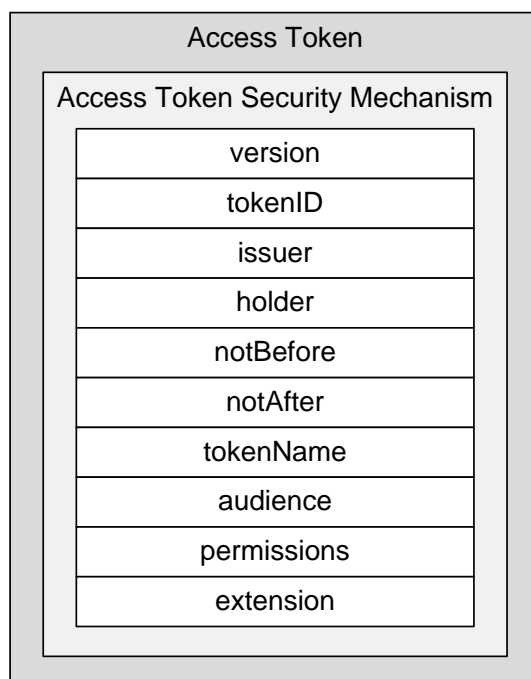 Access Token
Access Token Security Mechanism
version
tokenID
issuer
holder
notBefore
notAfter
tokenName
audience
permissions
extension